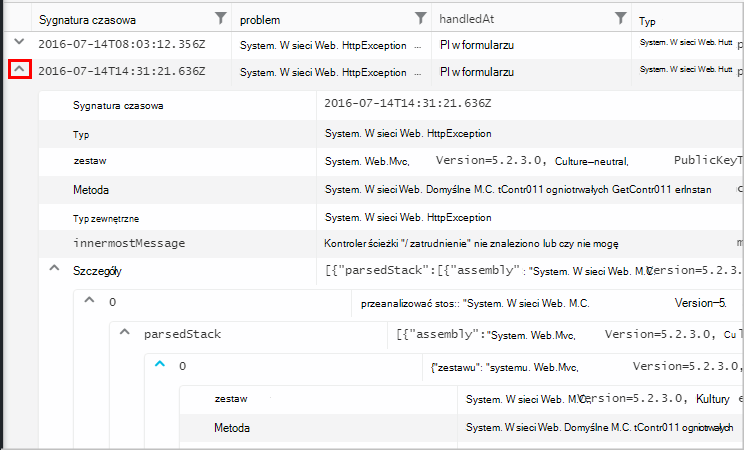 Sygnatura czasowa problem handledAt Typ
2016-07-14T08:03:12.356Z System. W sieci Web. HttpException ... Pl w formularzu System. W sieci Web. Hutt p
2016-07-14T14:31:21.636Z System. W sieci Web. HttpException ... Pl w formularzu System. W sieci Web. Hutt p
Sygnatura czasowa 2016-07-14T14:31:21.636Z
Typ System. W sieci Web. HttpException
zestaw System. Web.Mvc, Version=5.2.3.0, Culture=neutral, PublicKeyT
Metoda System. W sieci Web. Domyślne M.C. tContr011 ogniotrwałych GetContr011 erInstan c
Typ zewnętrzne System. W sieci Web. HttpException
innermostMessage Kontroler ścieżki "/ zatrudnienie" nie znaleziono lub czy nie mogę m
Szczegóły [{"parsedStack":[{"assembly" : "System. W sieci Web. M.C. Version=5.2.3.
0 przeanalizować stos:: "System. W sieci Web. M.C. Version=5.
parsedStack [{"assembly":"System. Web.Mvc, Version=5.2.3.0, Cul
0 {"zestawu": "systemu. Web.Mvc, Version=5.2.3.0,
zestaw System. W sieci Web. M.C., Version=5.2.3.0, Kultury e
Metoda System. W sieci Web. Domyślne M.C. tContr011 ogniotrwałych